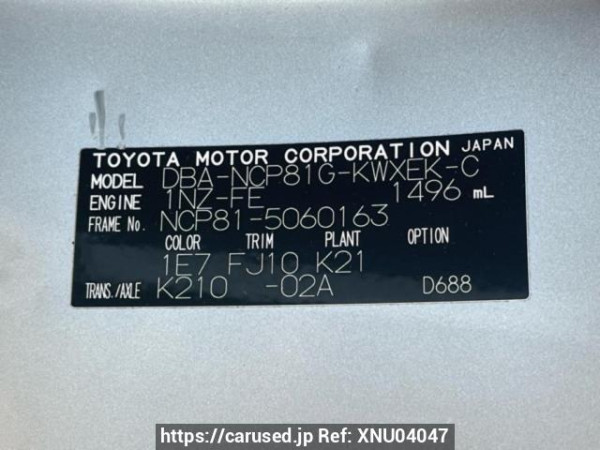 TOYOTA MOTOR CORPORATION JAPAN
MODEL DBA-NCP81G-KWXEK-C
ENGINE 1NZ-FE 1496 mL
FRAME No. NCP81-5060163
COLOR TRIM PLANT OPTION
1E7 FJ10 K21
TRANS./AXLE K210 -02A D688
https://carused.jp Ref: XNU04047